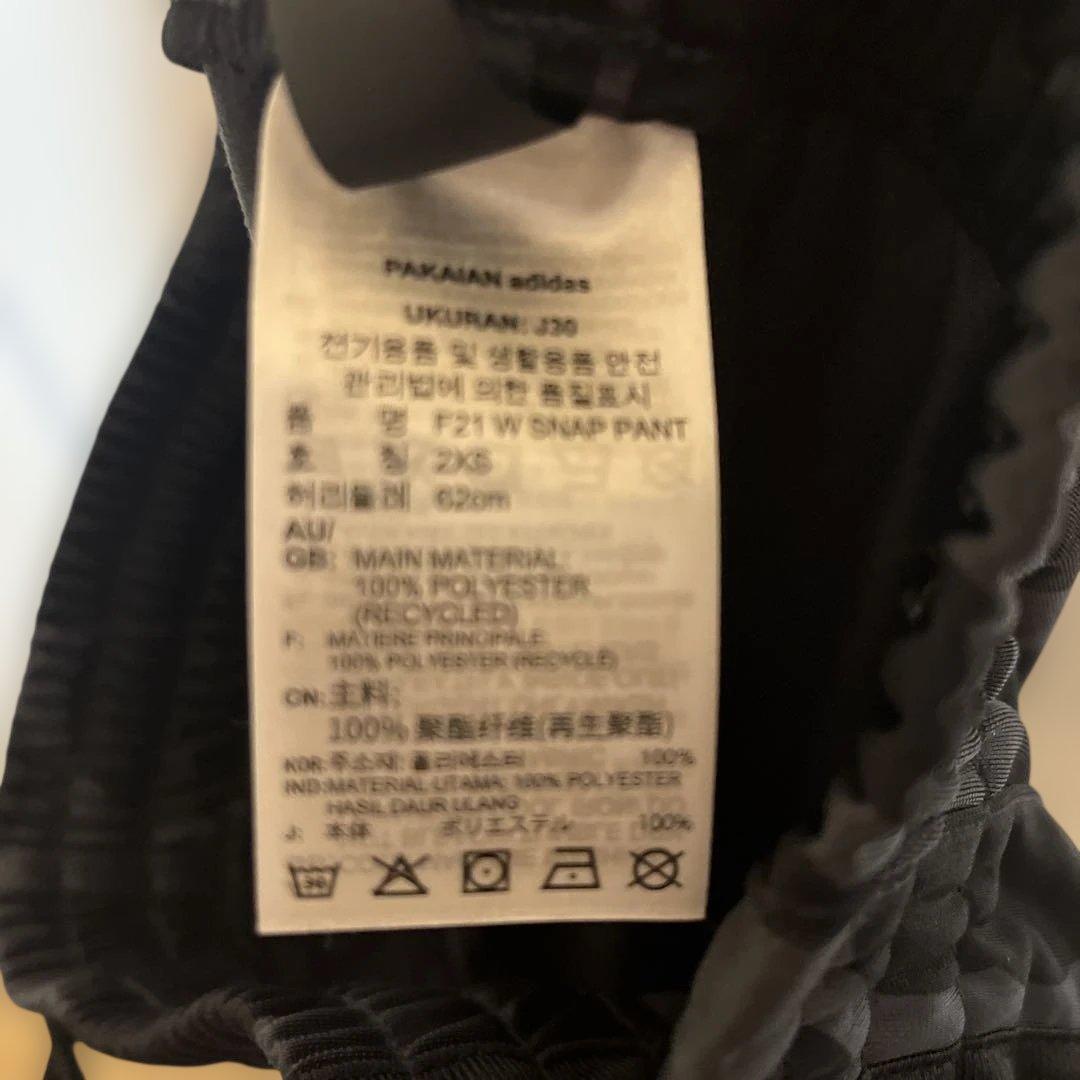 PAKAIAN adidas
UKURAN: J30
전기용품 및 생활용품 안전
관리법에 의한 품질표시
품 명 F21 W SNAP PANT
호 칭 2XS
허리둘레 62cm
AU/
GB: MAIN MATERIAL:
100% POLYESTER
(RECYCLED)
F: MATIERE PRINCIPALE:
100% POLYESTER (RECYCLE)
CN: 主料:
100% 聚酯纤维(再生聚酯)
KOR: 주소재: 폴리에스터 100%
IND: MATERIAL UTAMA: 100% POLYESTER
HASIL DAUR ULANG
J: 本体 ポリエステル 100%
30